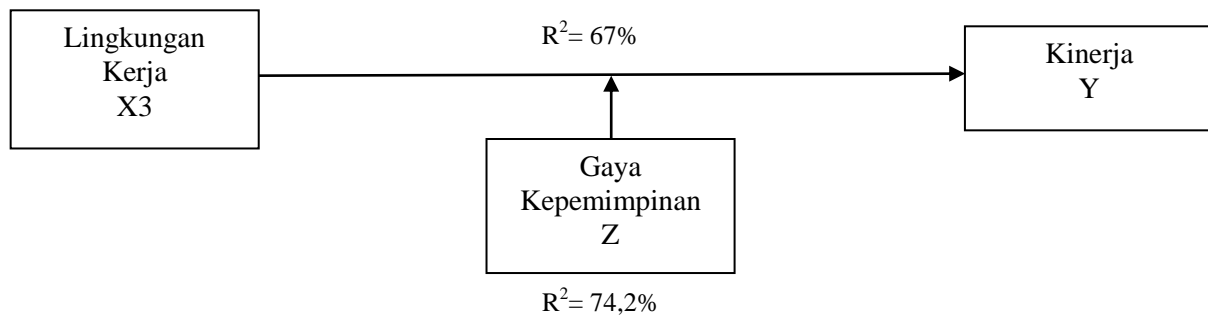 Lingkungan
Kerja
X3
R²= 67%
Kinerja
Y
Gaya
Kepemimpinan
Z
R²= 74,2%